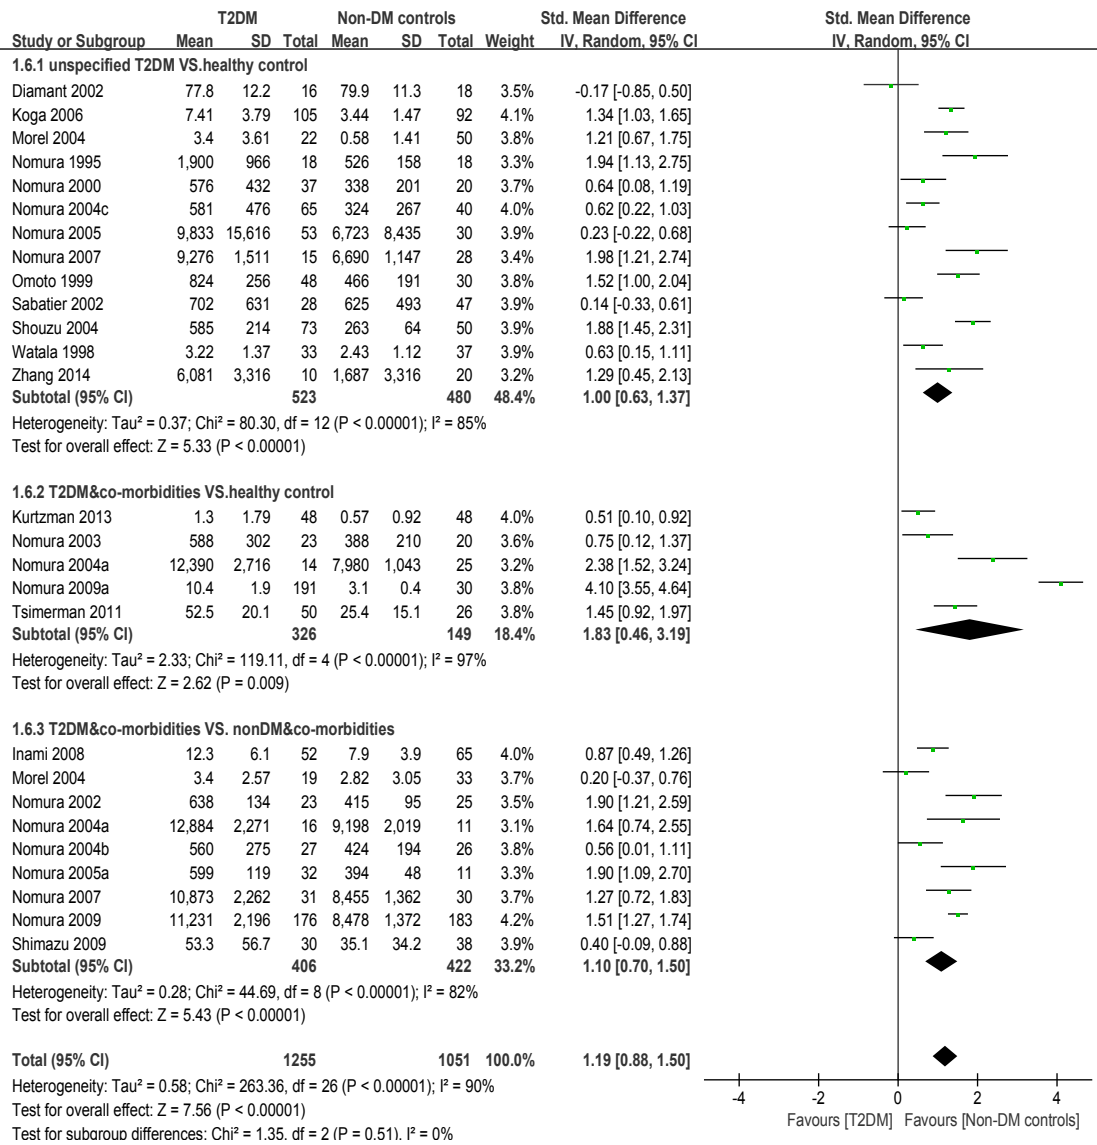 T2DM Non-DM controls Std. Mean Difference Std. Mean Difference
Study or Subgroup Mean SD Total Mean SD Total Weight IV, Random, 95% CI IV, Random, 95% CI
1.6.1 unspecified T2DM VS.healthy control
Diamant 2002 77.8 12.2 16 79.9 11.3 18 3.5% -0.17 [-0.85, 0.50]
Koga 2006 7.41 3.79 105 3.44 1.47 92 4.1% 1.34 [1.03, 1.65]
Morel 2004 3.4 3.61 22 0.58 1.41 50 3.8% 1.21 [0.67, 1.75]
Nomura 1995 1,900 966 18 526 158 18 3.3% 1.94 [1.13, 2.75]
Nomura 2000 576 432 37 338 201 20 3.7% 0.64 [0.08, 1.19]
Nomura 2004c 581 476 65 324 267 40 4.0% 0.62 [0.22, 1.03]
Nomura 2005 9,833 15,616 53 6,723 8,435 30 3.9% 0.23 [-0.22, 0.68]
Nomura 2007 9,276 1,511 15 6,690 1,147 28 3.4% 1.98 [1.21, 2.74]
Omoto 1999 824 256 48 466 191 30 3.8% 1.52 [1.00, 2.04]
Sabatier 2002 702 631 28 625 493 47 3.9% 0.14 [-0.33, 0.61]
Shouzu 2004 585 214 73 263 64 50 3.9% 1.88 [1.45, 2.31]
Watala 1998 3.22 1.37 33 2.43 1.12 37 3.9% 0.63 [0.15, 1.11]
Zhang 2014 6,081 3,316 10 1,687 3,316 20 3.2% 1.29 [0.45, 2.13]
Subtotal (95% CI) 523 480 48.4% 1.00 [0.63, 1.37]
Heterogeneity: Tau² = 0.37; Chi² = 80.30, df = 12 (P < 0.00001); I² = 85%
Test for overall effect: Z = 5.33 (P < 0.00001)
1.6.2 T2DM&co-morbidities VS.healthy control
Kurtzman 2013 1.3 1.79 48 0.57 0.92 48 4.0% 0.51 [0.10, 0.92]
Nomura 2003 588 302 23 388 210 20 3.6% 0.75 [0.12, 1.37]
Nomura 2004a 12,390 2,716 14 7,980 1,043 25 3.2% 2.38 [1.52, 3.24]
Nomura 2009a 10.4 1.9 191 3.1 0.4 30 3.8% 4.10 [3.55, 4.64]
Tsimerman 2011 52.5 20.1 50 25.4 15.1 26 3.8% 1.45 [0.92, 1.97]
Subtotal (95% CI) 326 149 18.4% 1.83 [0.46, 3.19]
Heterogeneity: Tau² = 2.33; Chi² = 119.11, df = 4 (P < 0.00001); I² = 97%
Test for overall effect: Z = 2.62 (P = 0.009)
1.6.3 T2DM&co-morbidities VS. nonDM&co-morbidities
Inami 2008 12.3 6.1 52 7.9 3.9 65 4.0% 0.87 [0.49, 1.26]
Morel 2004 3.4 2.57 19 2.82 3.05 33 3.7% 0.20 [-0.37, 0.76]
Nomura 2002 638 134 23 415 95 25 3.5% 1.90 [1.21, 2.59]
Nomura 2004a 12,884 2,271 16 9,198 2,019 11 3.1% 1.64 [0.74, 2.55]
Nomura 2004b 560 275 27 424 194 26 3.7% 0.56 [0.01, 1.11]
Nomura 2005a 599 119 32 394 48 11 3.3% 1.90 [1.09, 2.70]
Nomura 2007 10,873 2,262 31 8,455 1,362 30 3.7% 1.27 [0.72, 1.83]
Nomura 2009 11,231 2,196 176 8,478 1,372 183 4.2% 1.51 [1.27, 1.74]
Shimazu 2009 53.3 56.7 30 35.1 34.2 38 3.9% 0.40 [-0.09, 0.88]
Subtotal (95% CI) 406 422 33.2% 1.10 [0.70, 1.50]
Heterogeneity: Tau² = 0.28; Chi² = 44.69, df = 8 (P < 0.00001); I² = 82%
Test for overall effect: Z = 5.43 (P < 0.00001)
Total (95% CI) 1255 1051 100.0% 1.19 [0.88, 1.50]
Heterogeneity: Tau² = 0.58; Chi² = 263.36, df = 26 (P < 0.00001); I² = 90%
Test for overall effect: Z = 7.56 (P < 0.00001)
Test for subgroup differences: Chi² = 1.35, df = 2 (P = 0.51), I² = 0%
-4 -2 0 2 4
Favours [T2DM] Favours [Non-DM controls]